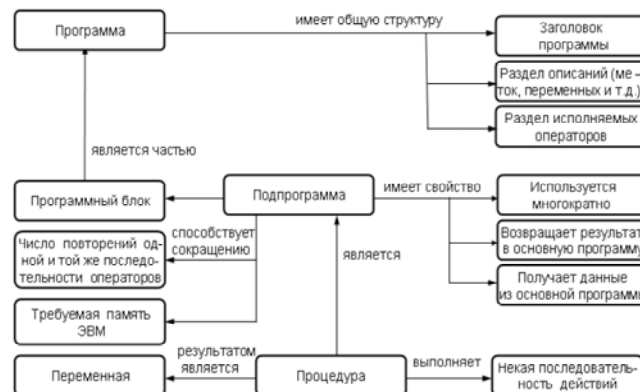 Программа
имеет общую структуру
Заголовок
программы
Раздел описаний (ме –
ток, переменных и т.д.)
Раздел исполняемых
операторов
является частью
Программный блок
Подпрограмма
имеет свойство
Используется
многократно
Число повторений од-
ной и той же последо-
тельности операторов
способствует
сокращению
является
Возвращает результат
в основную программу
Получает данные
из основной программы
Требуемая память
ЭВМ
Переменная
результатом
является
Процедура
выполняет
Некая последователь-
ность действий